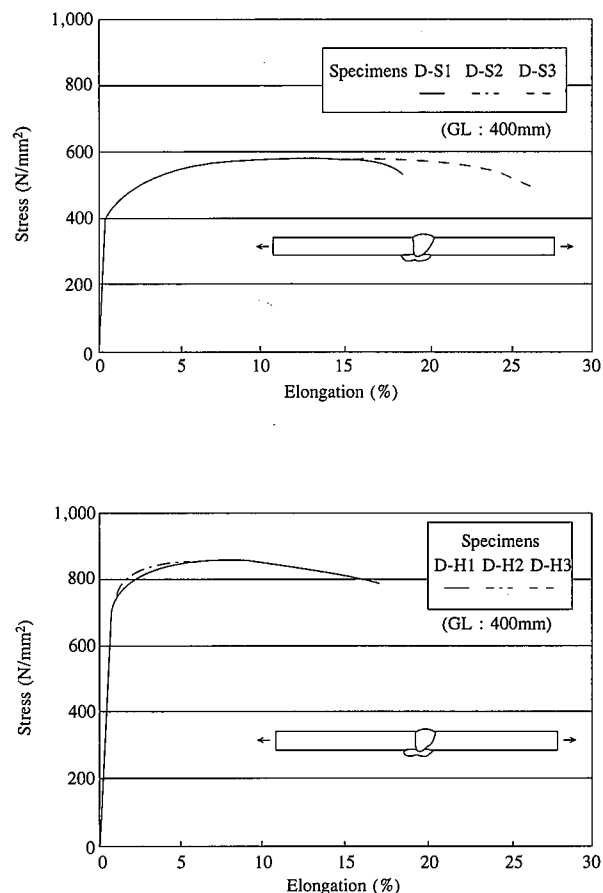 1,000
800
600
400
200
0
Stress (N/mm²)
Specimens D-S1 D-S2 D-S3
(GL : 400mm)
0 5 10 15 20 25 30
Elongation (%)
1,000
800
600
400
200
0
Stress (N/mm²)
Specimens
D-H1 D-H2 D-H3
(GL : 400mm)
0 5 10 15 20 25 30
Elongation (%)